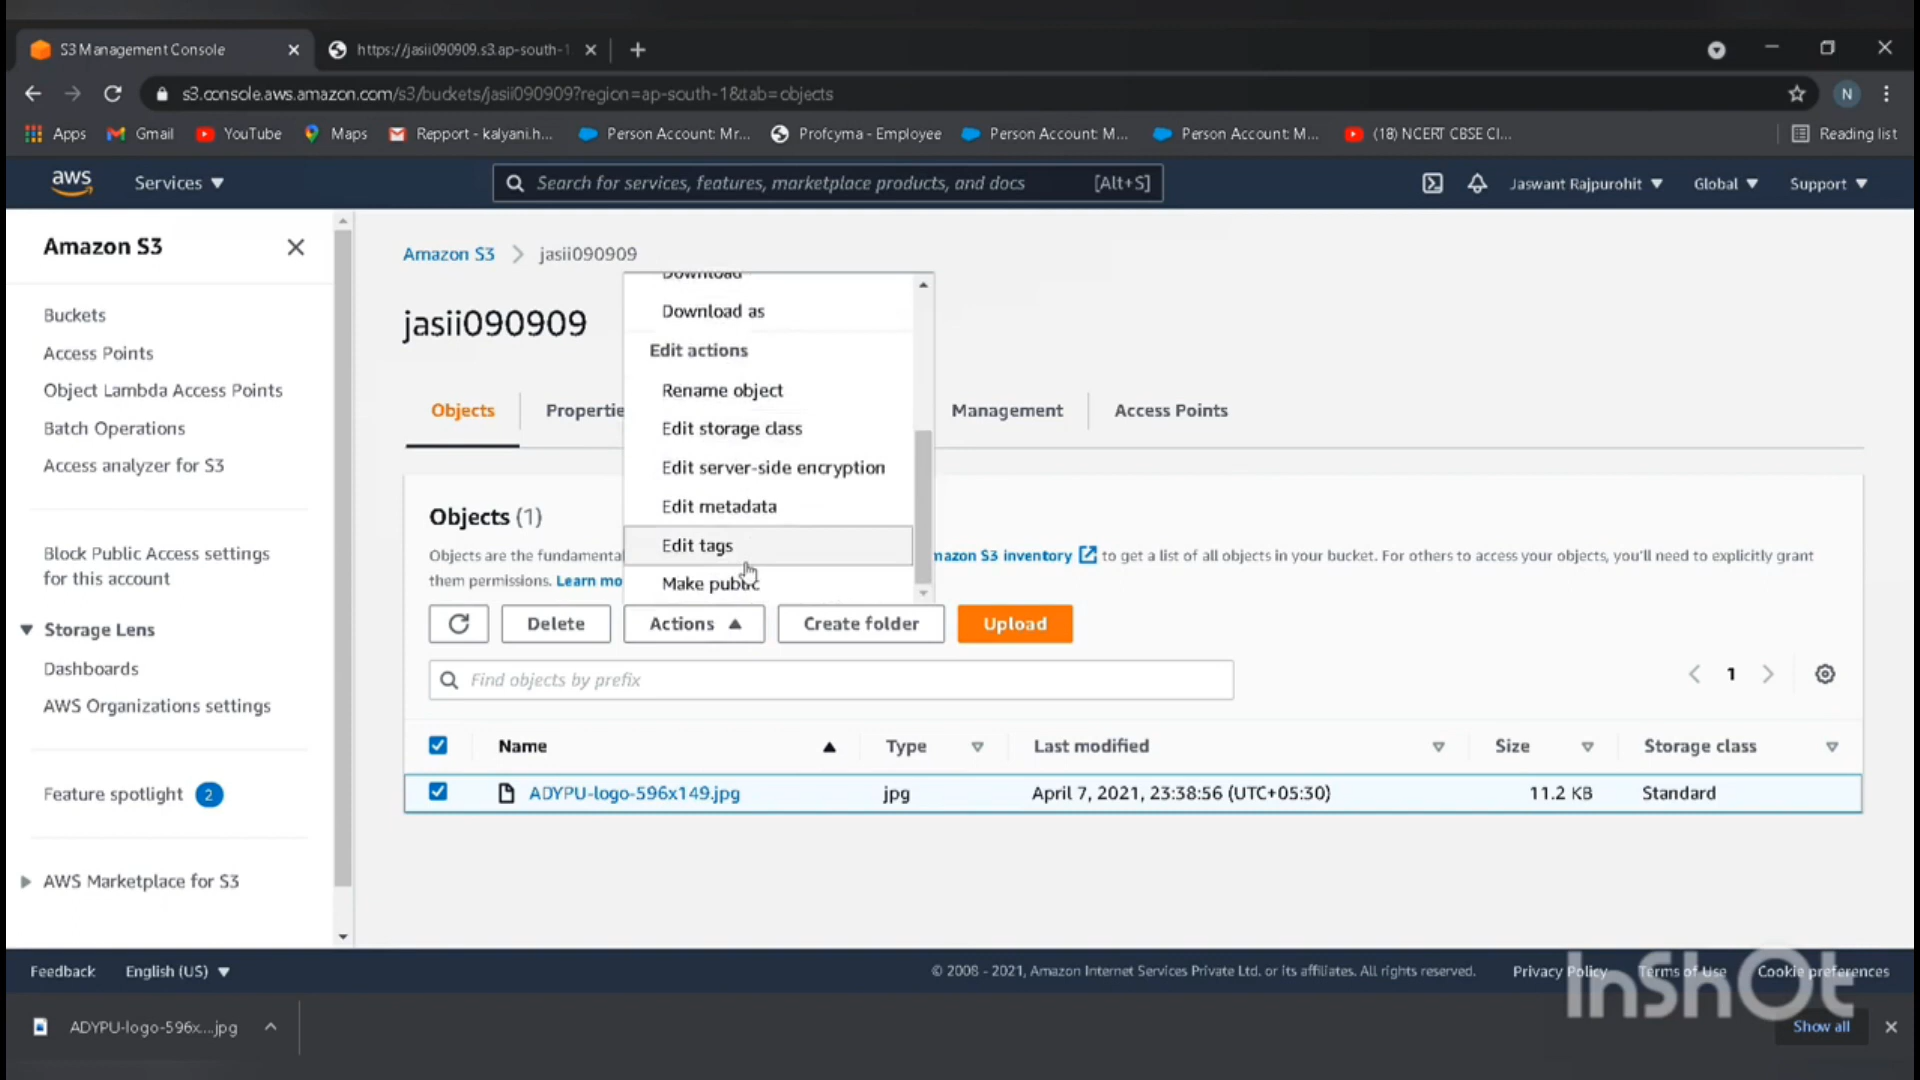 S3 Management Console
https://jasii090909.s3.ap-south-1
s3.console.aws.amazon.com/s3/buckets/jasii090909?region=ap-south-1&tab=objects
N
Apps
Gmail
YouTube
Maps
Repport - kalyani.h...
Person Account: Mr...
Profcyma - Employee
Person Account: M...
Person Account: M...
(18) NCERT CBSE Cl...
Reading list
aws
Services
Search for services, features, marketplace products, and docs
[Alt+S]
Jaswant Rajpurohit
Global
Support
Amazon S3
Buckets
Access Points
Object Lambda Access Points
Batch Operations
Access analyzer for S3
Block Public Access settings
for this account
Storage Lens
Dashboards
AWS Organizations settings
Feature spotlight 2
AWS Marketplace for S3
Amazon S3
jasii090909
jasii090909
Download
Download as
Edit actions
Rename object
Edit storage class
Edit server-side encryption
Edit metadata
Edit tags
Make public
Objects
Propertie
Management
Access Points
Objects (1)
Objects are the fundamenta
mazon S3 inventory to get a list of all objects in your bucket. For others to access your objects, you'll need to explicitly grant
them permissions. Learn mo
Delete
Actions
Create folder
Upload
Find objects by prefix
1
Name
Type
Last modified
Size
Storage class
ADYPU-logo-596x149.jpg
jpg
April 7, 2021, 23:38:56 (UTC+05:30)
11.2 KB
Standard
Feedback
English (US)
© 2008 - 2021, Amazon Internet Services Private Ltd. or its affiliates. All rights reserved.
Privacy Policy
Terms of Use
Cookie preferences
InShOt
ADYPU-logo-596x...jpg
Show all